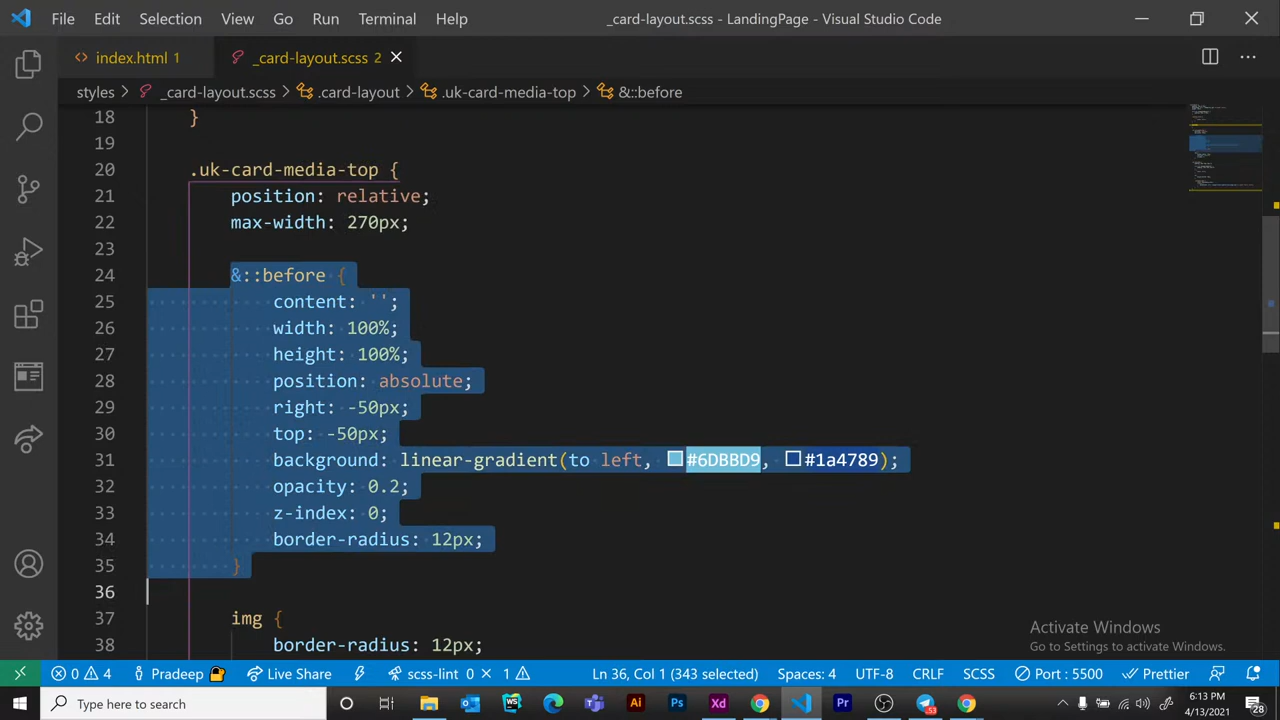 File Edit Selection View Go Run Terminal Help _card-layout.scss - LandingPage - Visual Studio Code
index.html 1 _card-layout.scss 2
styles _card-layout.scss .card-layout .uk-card-media-top &::before
18 }
19
20 .uk-card-media-top {
21 position: relative;
22 max-width: 270px;
23
24 &::before {
25 content: '';
26 width: 100%;
27 height: 100%;
28 position: absolute;
29 right: -50px;
30 top: -50px;
31 background: linear-gradient(to left, #6DBBD9, #1a4789);
32 opacity: 0.2;
33 z-index: 0;
34 border-radius: 12px;
35 }
36
37 img {
38 border-radius: 12px;
Activate Windows
Go to Settings to activate Windows.
0 4 Pradeep Live Share scss-lint 0 1 Ln 36, Col 1 (343 selected) Spaces: 4 UTF-8 CRLF SCSS Port : 5500 Prettier
Type here to search 6:13 PM
4/13/2021 28